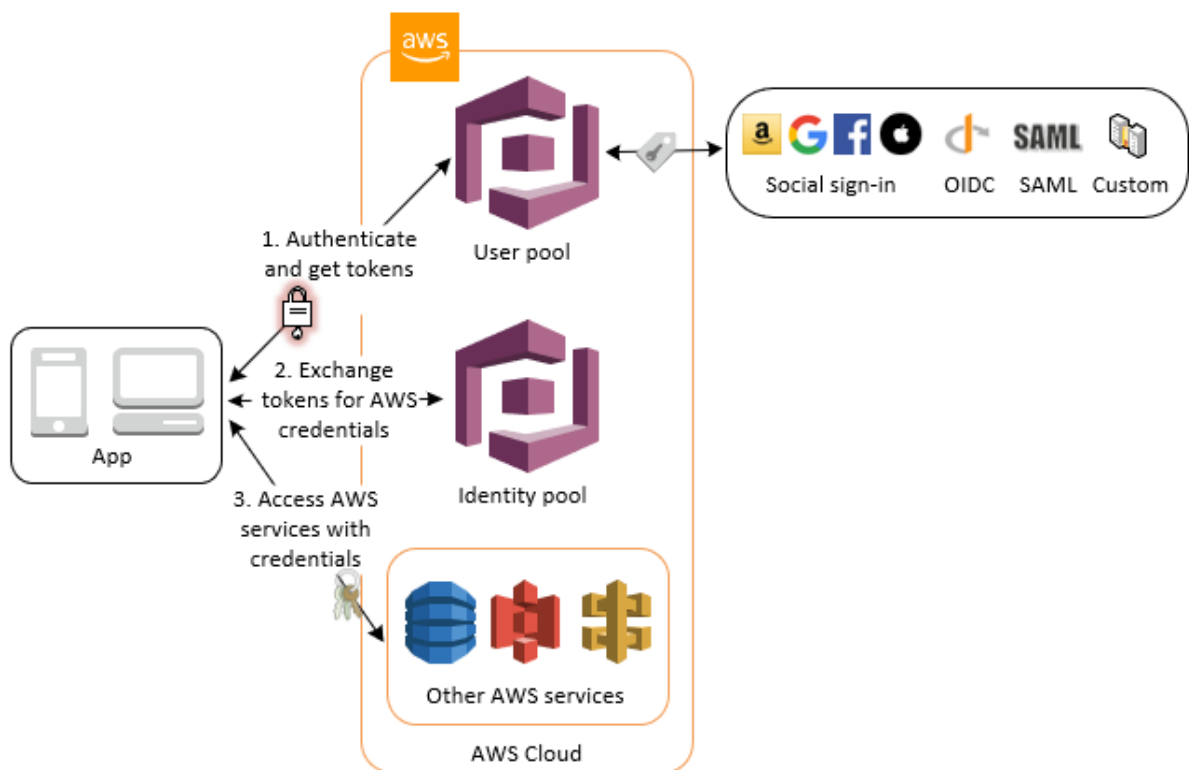 aws
a
G
f
SAML
Social sign-in
OIDC
SAML
Custom
1. Authenticate
and get tokens
User pool
2. Exchange
tokens for AWS
credentials
App
Identity pool
3. Access AWS
services with
credentials
Other AWS services
AWS Cloud